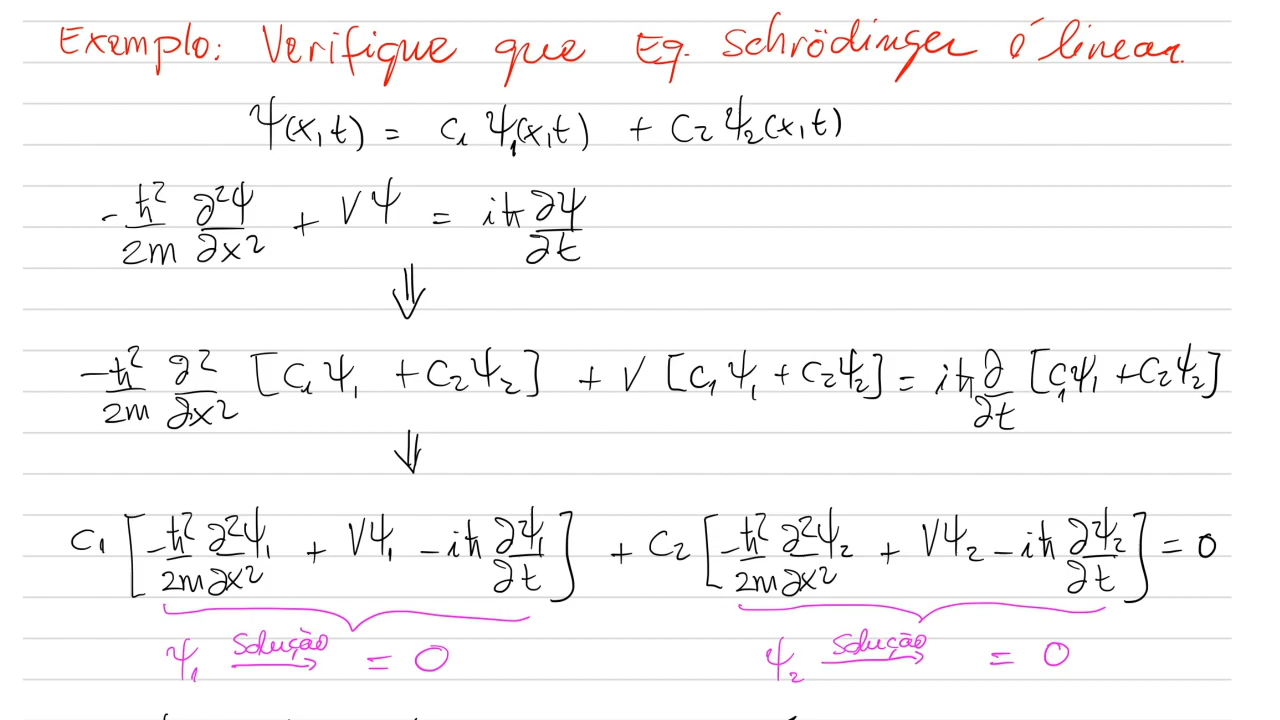 Exemplo: Verifique que Eq. Schrödinger é linear.
Ψ(x,t) = C₁ Ψ₁(x,t) + C₂ Ψ₂(x,t)
-ħ²/2m ∂²Ψ/∂x² + VΨ = iħ ∂Ψ/∂t
⇓
-ħ²/2m ∂²/∂x² [C₁Ψ₁ + C₂Ψ₂] + V [C₁Ψ₁ + C₂Ψ₂] = iħ ∂/∂t [C₁Ψ₁ + C₂Ψ₂]
⇓
C₁ [-ħ²/2m ∂²Ψ₁/∂x² + VΨ₁ - iħ ∂Ψ₁/∂t] + C₂ [-ħ²/2m ∂²Ψ₂/∂x² + VΨ₂ - iħ ∂Ψ₂/∂t] = 0
Ψ₁ solução → = 0 Ψ₂ solução → = 0